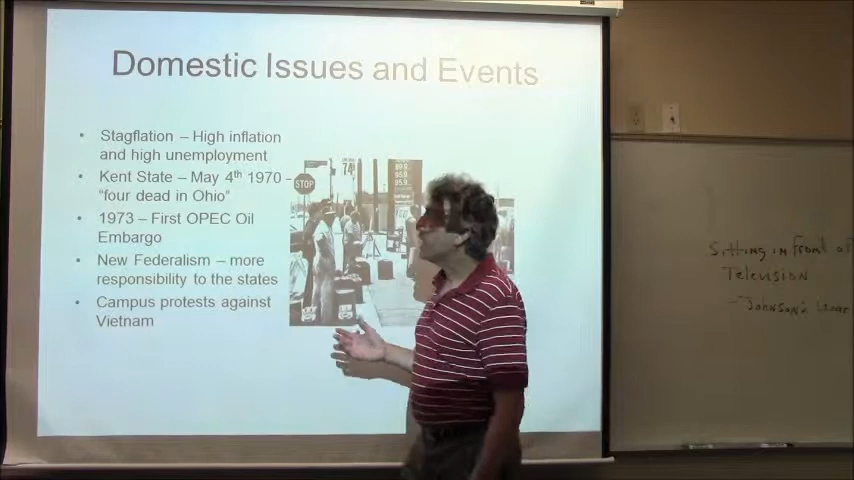 Domestic Issues and Events
• Stagflation – High inflation
and high unemployment
• Kent State – May 4th 1970 –
"four dead in Ohio"
• 1973 – First OPEC Oil
Embargo
• New Federalism – more
responsibility to the states
• Campus protests against
Vietnam
STOP
74
Sitting in front of
Television
- Johnson's